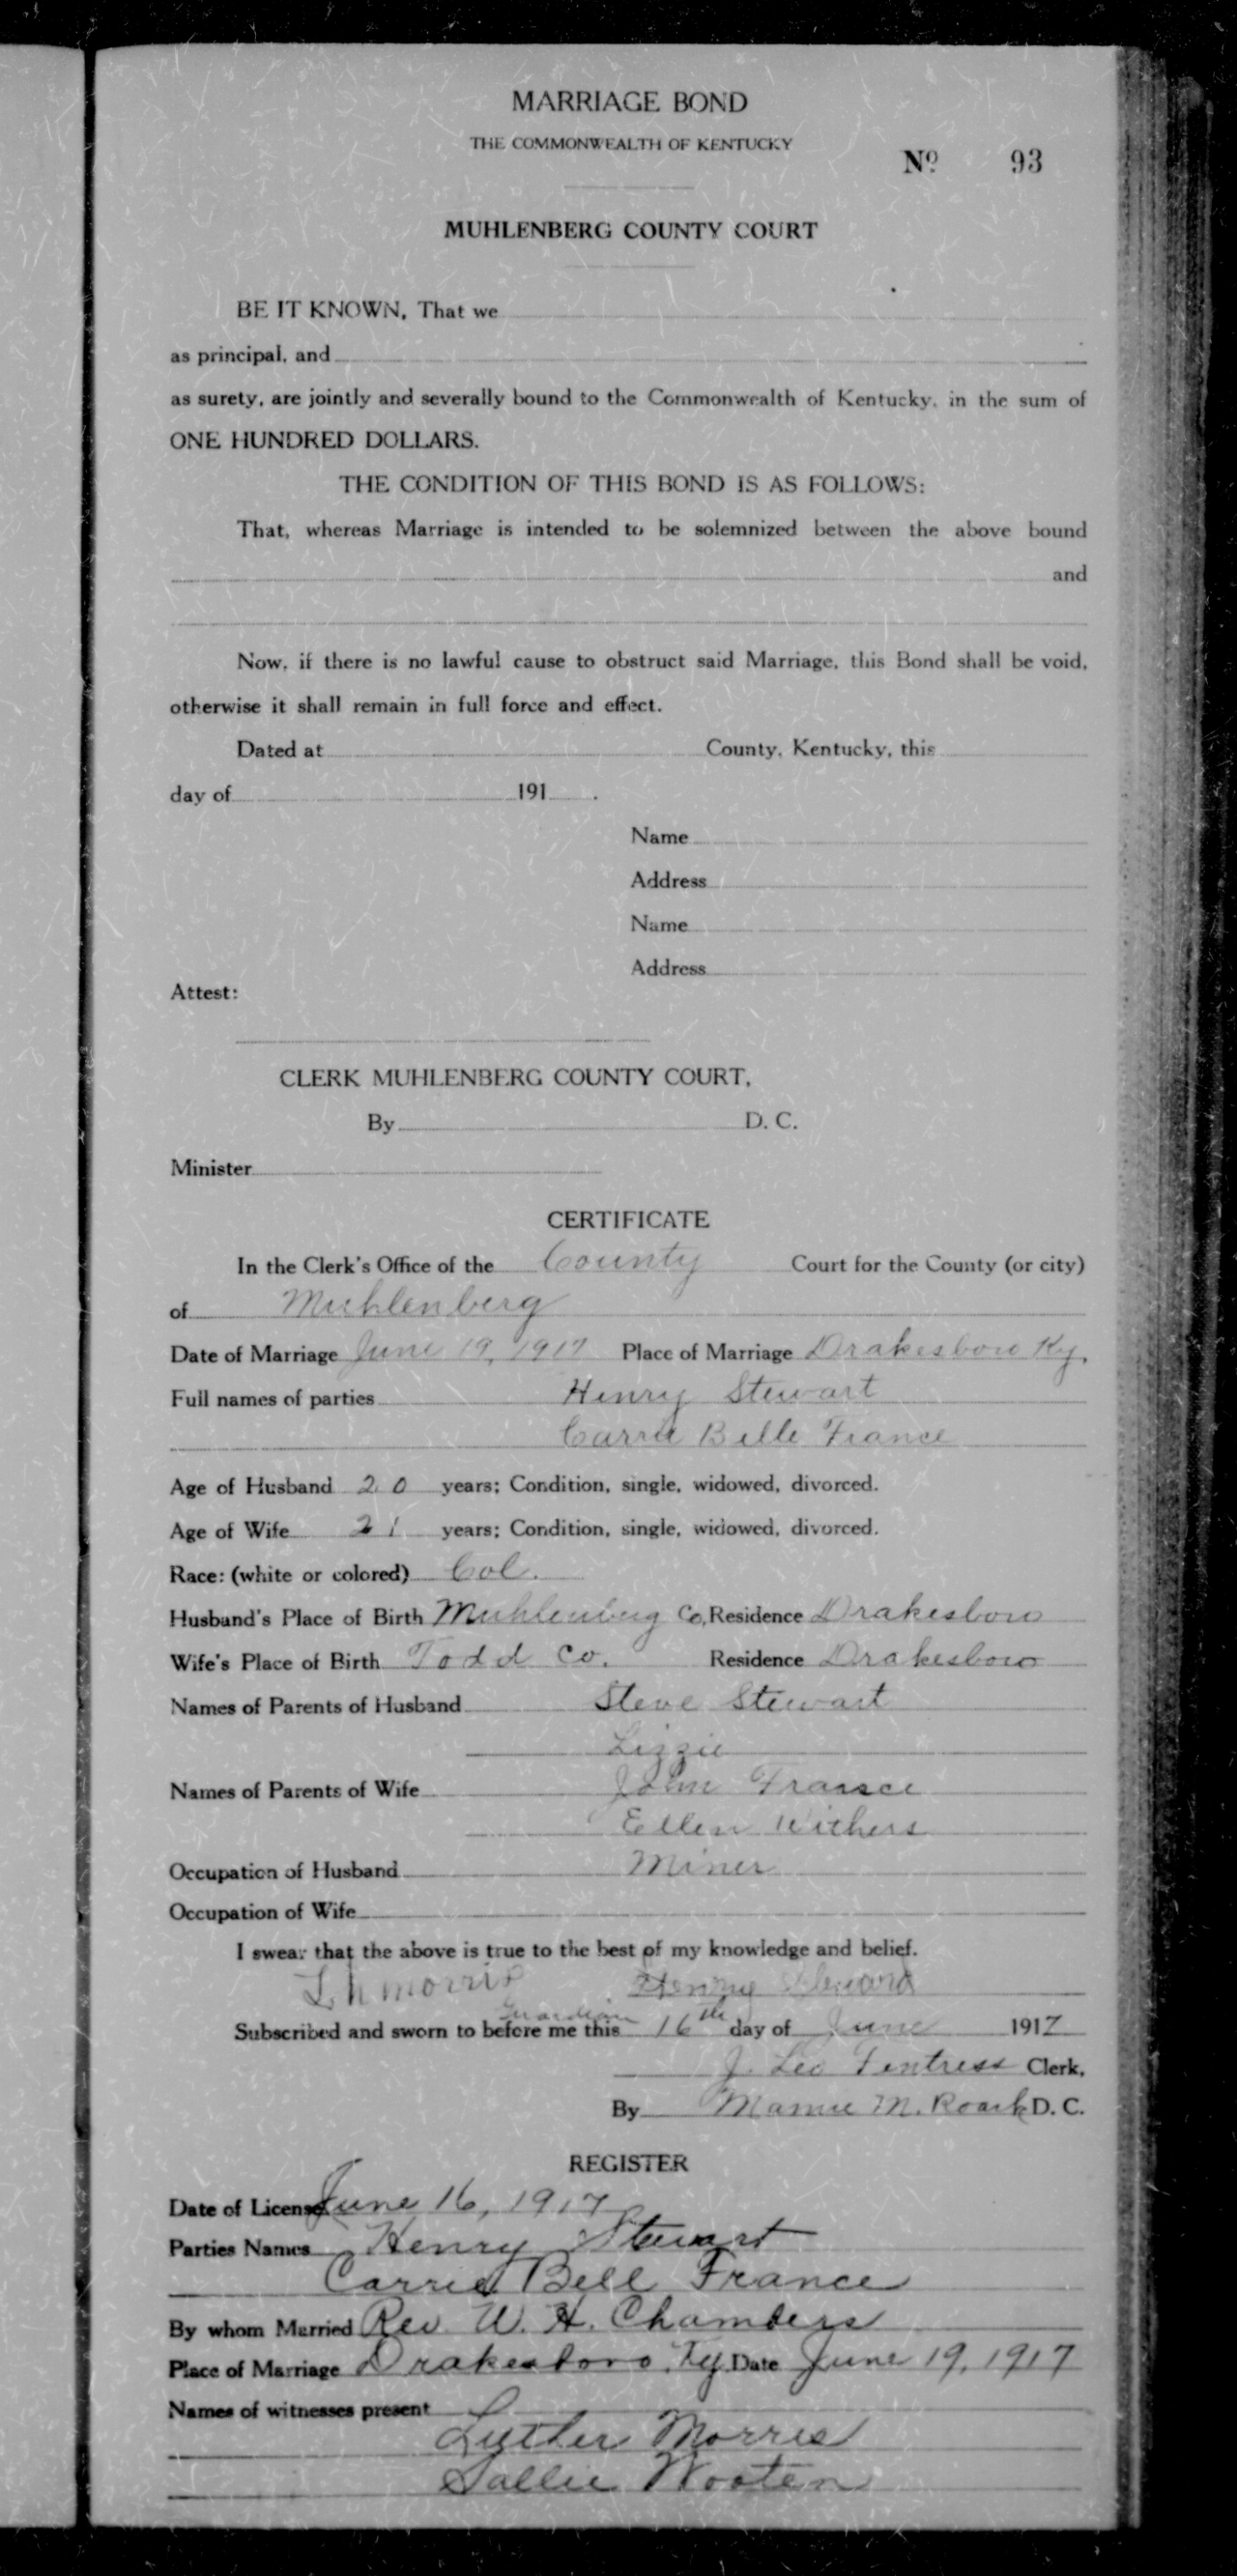 MARRIAGE BOND
THE COMMONWEALTH OF KENTUCKY
Nº 93
MUHLENBERG COUNTY COURT
BE IT KNOWN, That we
as principal, and
as surety, are jointly and severally bound to the Commonwealth of Kentucky, in the sum of
ONE HUNDRED DOLLARS.
THE CONDITION OF THIS BOND IS AS FOLLOWS:
That, whereas Marriage is intended to be solemnized between the above bound
and
Now, if there is no lawful cause to obstruct said Marriage, this Bond shall be void,
otherwise it shall remain in full force and effect.
Dated at County, Kentucky, this
day of 191 .
Name
Address
Name
Address
Attest:
CLERK MUHLENBERG COUNTY COURT,
By D. C.
Minister
CERTIFICATE
In the Clerk's Office of the County Court for the County (or city)
of Muhlenberg
Date of Marriage June 19, 1917 Place of Marriage Drakesboro Ky.
Full names of parties Henry Stewart
Carrie Belle France
Age of Husband 20 years; Condition, single, widowed, divorced.
Age of Wife 21 years; Condition, single, widowed, divorced.
Race: (white or colored) Col.
Husband's Place of Birth Muhlenberg Co, Residence Drakesboro
Wife's Place of Birth Todd Co. Residence Drakesboro
Names of Parents of Husband Steve Stewart
Lizzie
Names of Parents of Wife John France
Ellen Withers
Occupation of Husband Miner
Occupation of Wife
I swear that the above is true to the best of my knowledge and belief.
L. H morris Henry
Guardian
Subscribed and sworn to before me this 16th day of June 1917
J. Leo Fentress Clerk,
By Mamie M. Roark D. C.
REGISTER
Date of License June 16, 1917
Parties Names Henry Stewart
Carrie Bell France
By whom Married Rev. W. H. Chambers
Place of Marriage Drakesboro, Ky. Date June 19, 1917
Names of witnesses present
Luther Morris
Sallie Wooten